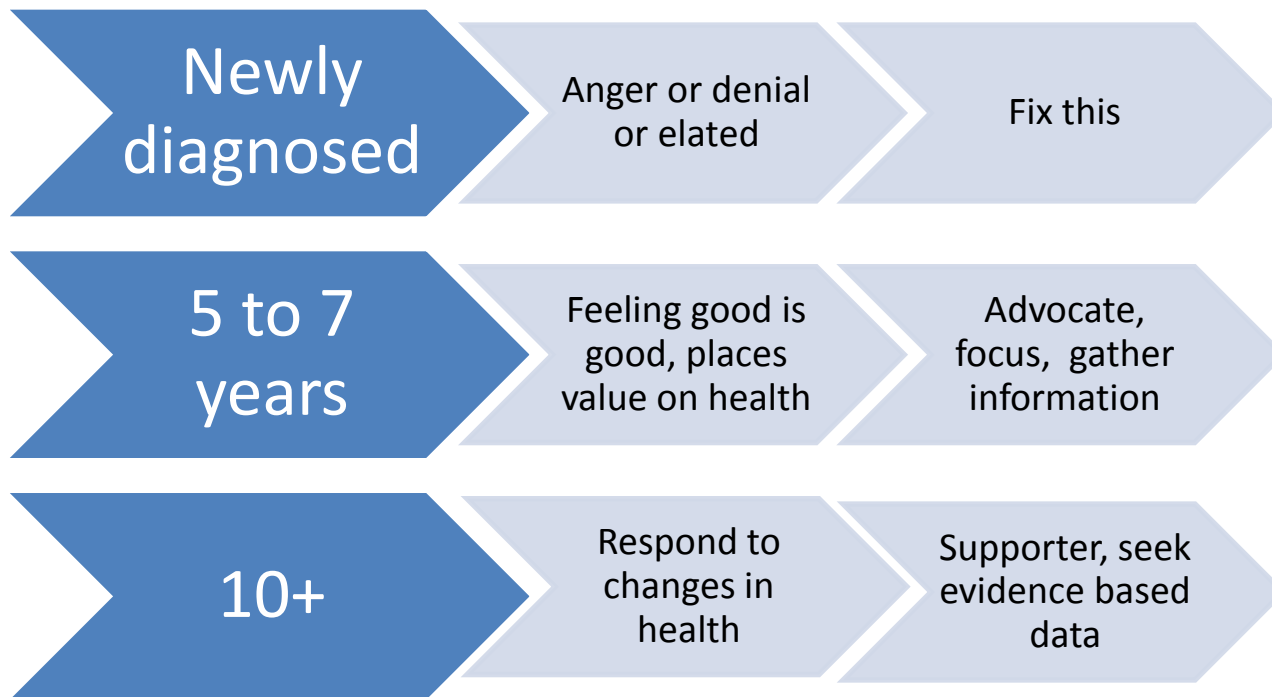 Newly
diagnosed
Anger or denial
or elated
Fix this
5 to 7
years
Feeling good is
good, places
value on health
Advocate,
focus,  gather
information
10+
Respond to
changes in
health
Supporter, seek
evidence based
data